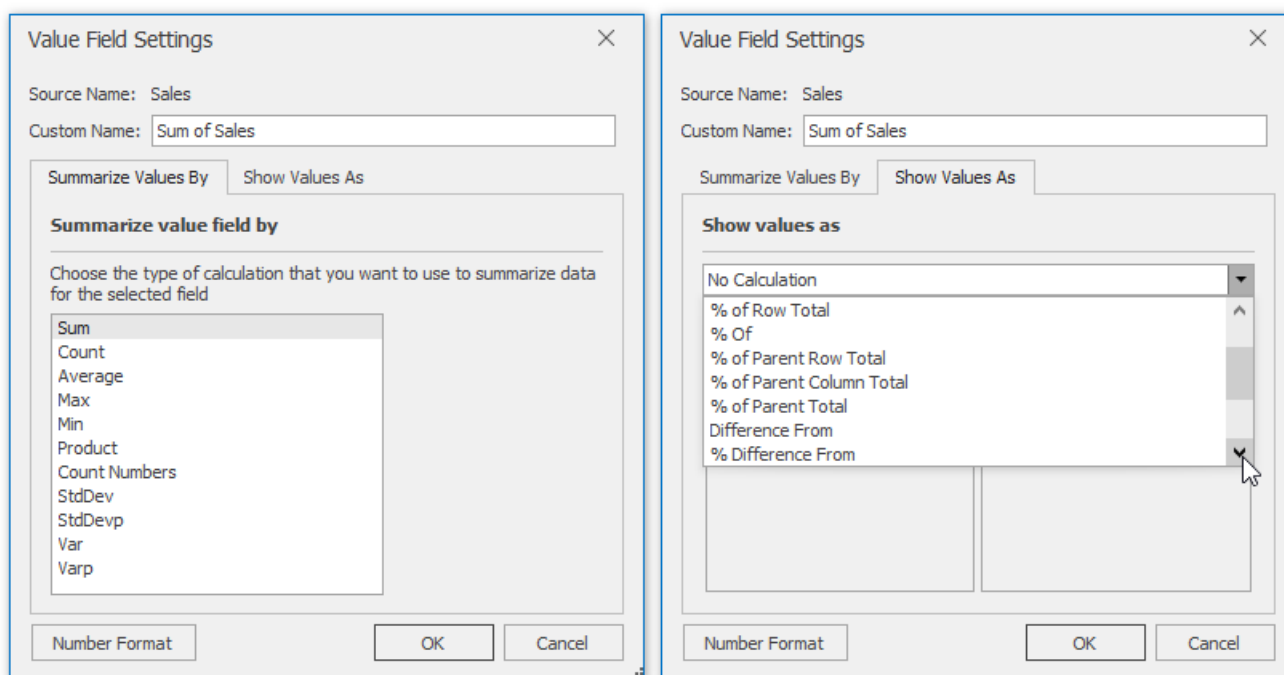 Value Field Settings
Source Name: Sales
Custom Name: Sum of Sales
Summarize Values By Show Values As
Summarize value field by
Choose the type of calculation that you want to use to summarize data
for the selected field
Sum
Count
Average
Max
Min
Product
Count Numbers
StdDev
StdDevp
Var
Varp
Number Format OK Cancel
Value Field Settings
Source Name: Sales
Custom Name: Sum of Sales
Summarize Values By Show Values As
Show values as
No Calculation
% of Row Total
% Of
% of Parent Row Total
% of Parent Column Total
% of Parent Total
Difference From
% Difference From
Number Format OK Cancel